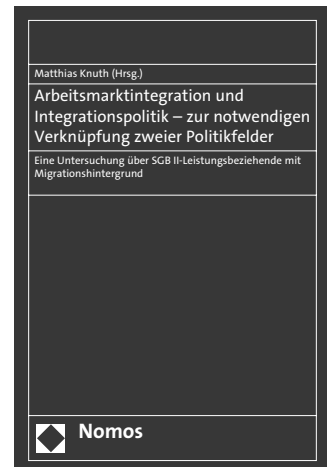 Matthias Knuth (Hrsg.)
Arbeitsmarktintegration und
Integrationspolitik – zur notwendigen
Verknüpfung zweier Politikfelder
Eine Untersuchung über SGB II-Leistungsbeziehende mit
Migrationshintergrund
Nomos